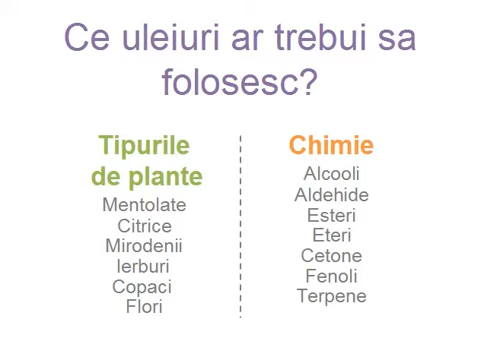 Ce uleiuri ar trebui sa
folosesc?
Tipurile
de plante
Mentolate
Citrice
Mirodenii
Ierburi
Copaci
Flori
Chimie
Alcooli
Aldehide
Esteri
Eteri
Cetone
Fenoli
Terpene